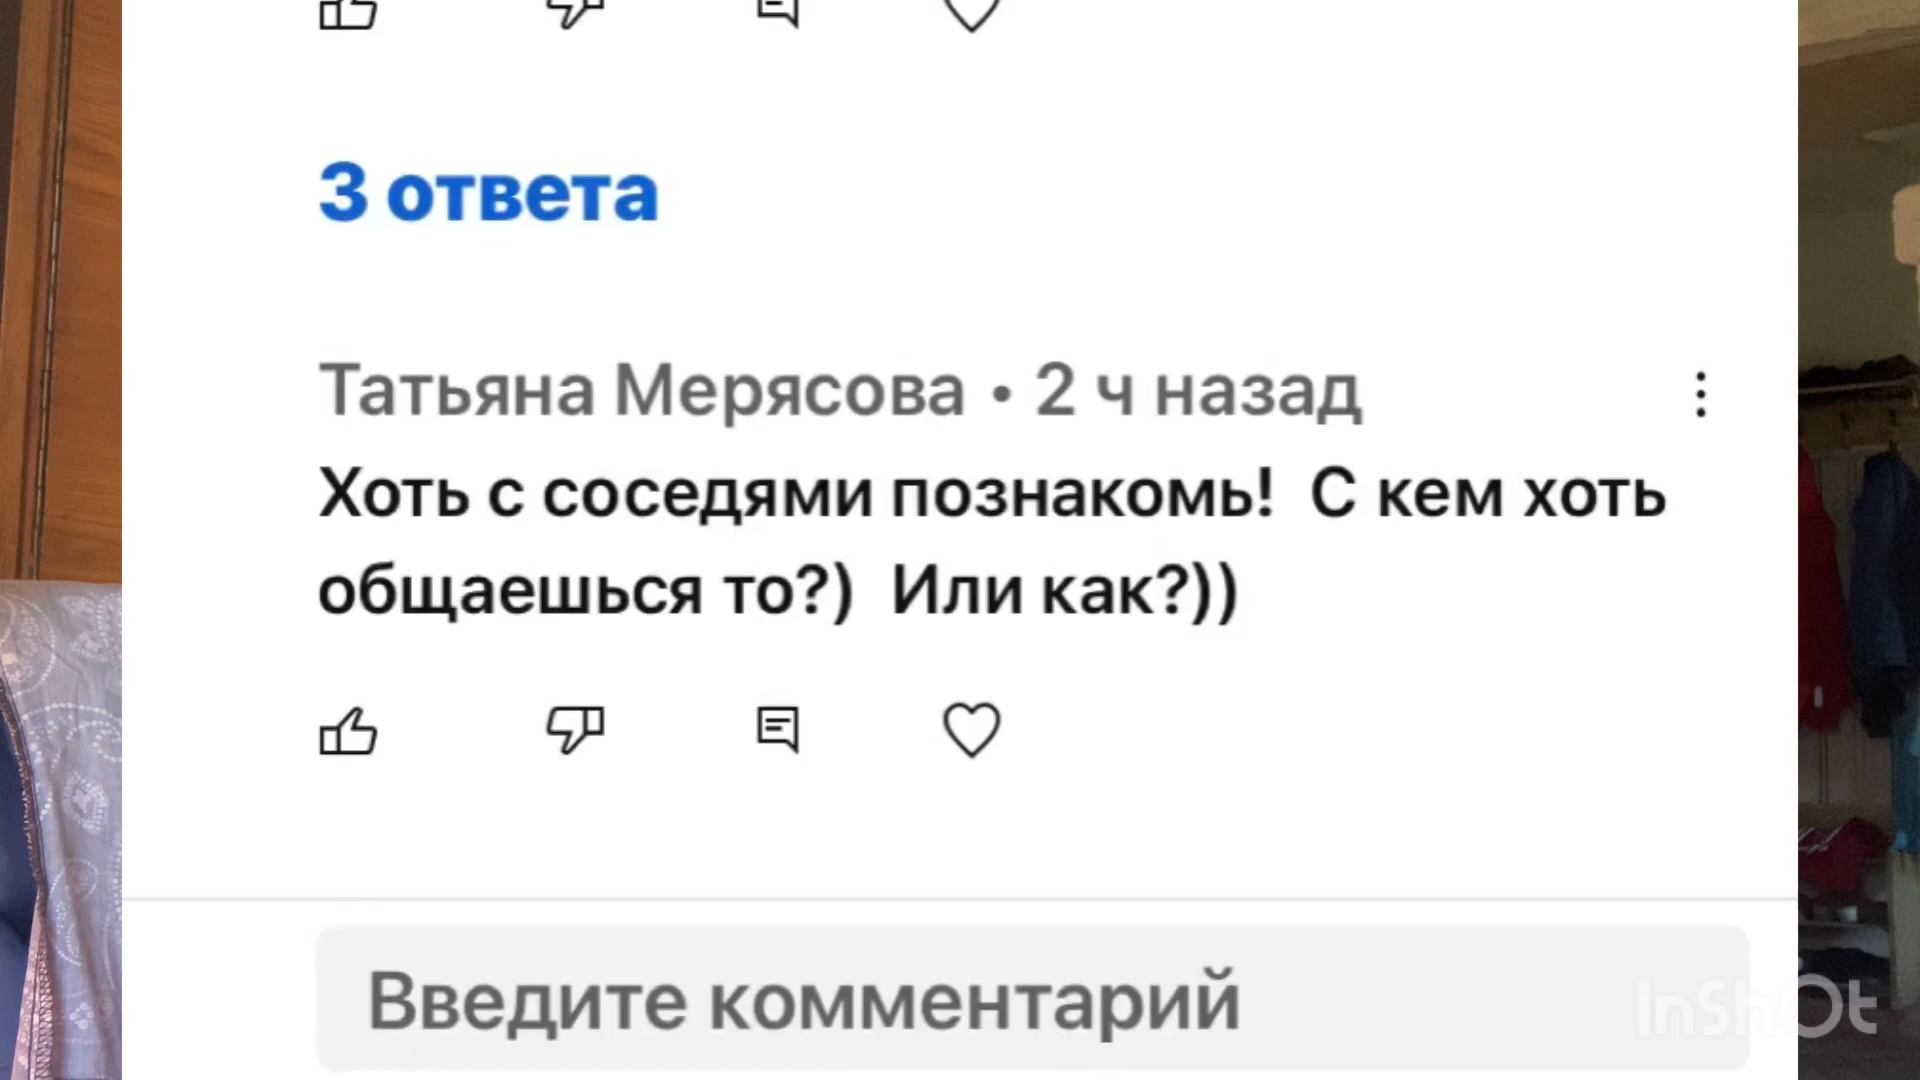 3 ответа
Татьяна Мерясова • 2 ч назад
Хоть с соседями познакомь!  С кем хоть
общаешься то?)  Или как?))
Введите комментарий
InShOt